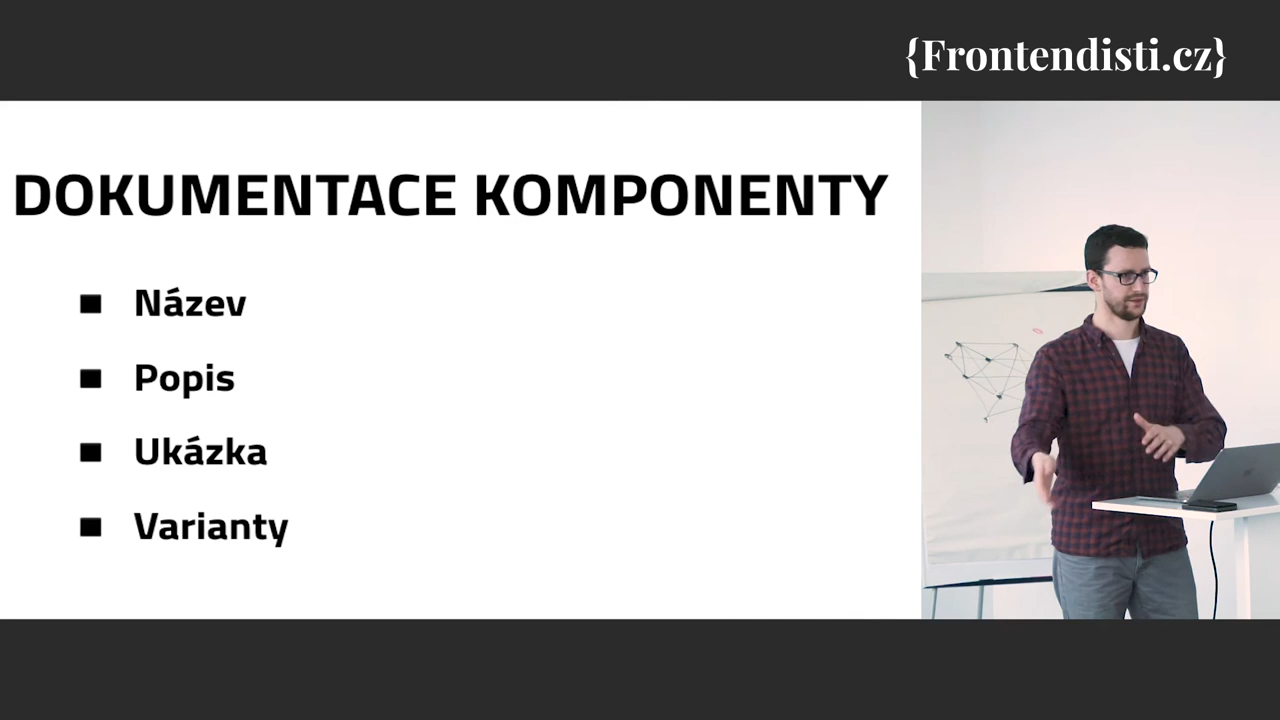 {Frontendisti.cz}
DOKUMENTACE KOMPONENTY
Název
Popis
Ukázka
Varianty